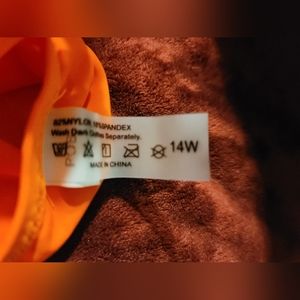 82%NYLON 18%SPANDEX
Wash Dark Colors Separately.
14W
MADE IN CHINA